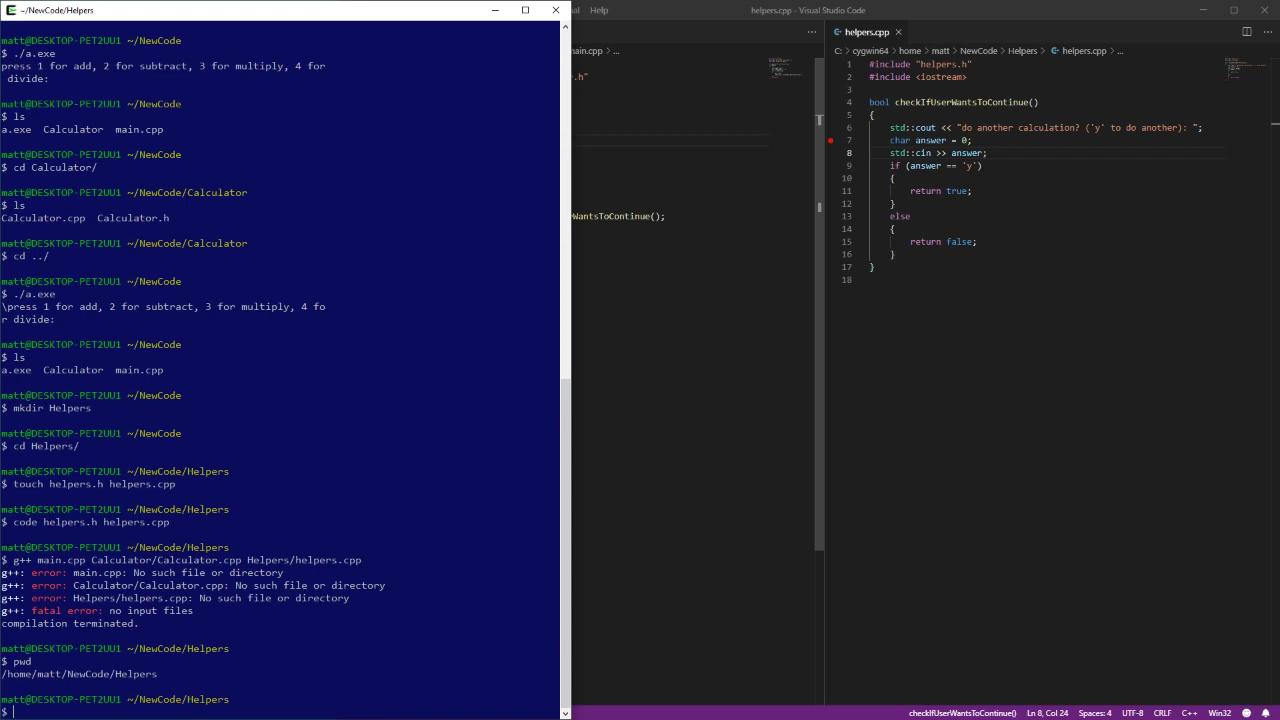 ~/NewCode/Helpers
matt@DESKTOP-PET2UU1 ~/NewCode
$ ./a.exe
press 1 for add, 2 for subtract, 3 for multiply, 4 for
 divide:
matt@DESKTOP-PET2UU1 ~/NewCode
$ ls
a.exe  Calculator  main.cpp
matt@DESKTOP-PET2UU1 ~/NewCode
$ cd Calculator/
matt@DESKTOP-PET2UU1 ~/NewCode/Calculator
$ ls
Calculator.cpp  Calculator.h
matt@DESKTOP-PET2UU1 ~/NewCode/Calculator
$ cd ../
matt@DESKTOP-PET2UU1 ~/NewCode
$ ./a.exe
\press 1 for add, 2 for subtract, 3 for multiply, 4 fo
r divide:
matt@DESKTOP-PET2UU1 ~/NewCode
$ ls
a.exe  Calculator  main.cpp
matt@DESKTOP-PET2UU1 ~/NewCode
$ mkdir Helpers
matt@DESKTOP-PET2UU1 ~/NewCode
$ cd Helpers/
matt@DESKTOP-PET2UU1 ~/NewCode/Helpers
$ touch helpers.h helpers.cpp
matt@DESKTOP-PET2UU1 ~/NewCode/Helpers
$ code helpers.h helpers.cpp
matt@DESKTOP-PET2UU1 ~/NewCode/Helpers
$ g++ main.cpp Calculator/Calculator.cpp Helpers/helpers.cpp
g++: error: main.cpp: No such file or directory
g++: error: Calculator/Calculator.cpp: No such file or directory
g++: error: Helpers/helpers.cpp: No such file or directory
g++: fatal error: no input files
compilation terminated.
matt@DESKTOP-PET2UU1 ~/NewCode/Helpers
$ pwd
/home/matt/NewCode/Helpers
matt@DESKTOP-PET2UU1 ~/NewCode/Helpers
$
nal Help
helpers.cpp - Visual Studio Code
main.cpp > ...
.h"
WantsToContinue();
helpers.cpp
C: > cygwin64 > home > matt > NewCode > Helpers > helpers.cpp > ...
1 #include "helpers.h"
2 #include <iostream>
3
4 bool checkIfUserWantsToContinue()
5 {
6     std::cout << "do another calculation? ('y' to do another): ";
7     char answer = 0;
8     std::cin >> answer;
9     if (answer == 'y')
10     {
11         return true;
12     }
13     else
14     {
15         return false;
16     }
17 }
18
checkIfUserWantsToContinue() Ln 8, Col 24 Spaces: 4 UTF-8 CRLF C++ Win32